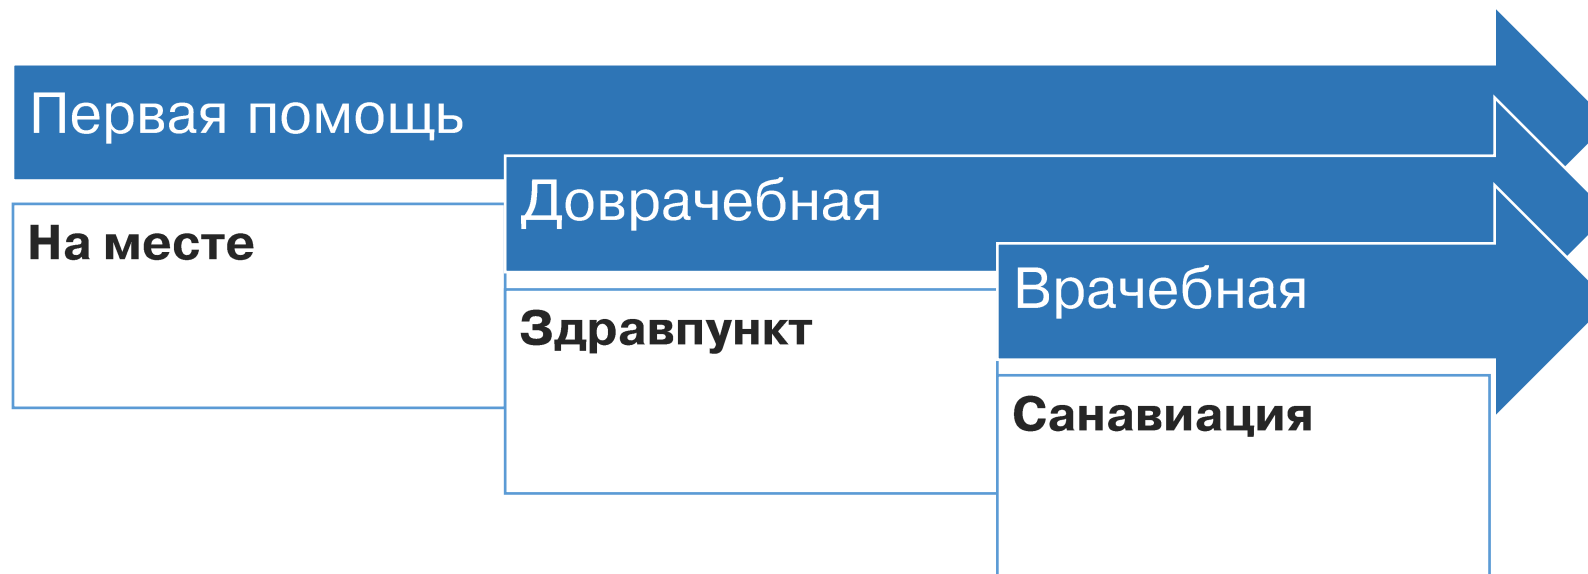 Первая помощь
На месте
Доврачебная
Здравпункт
Врачебная
Санавиация